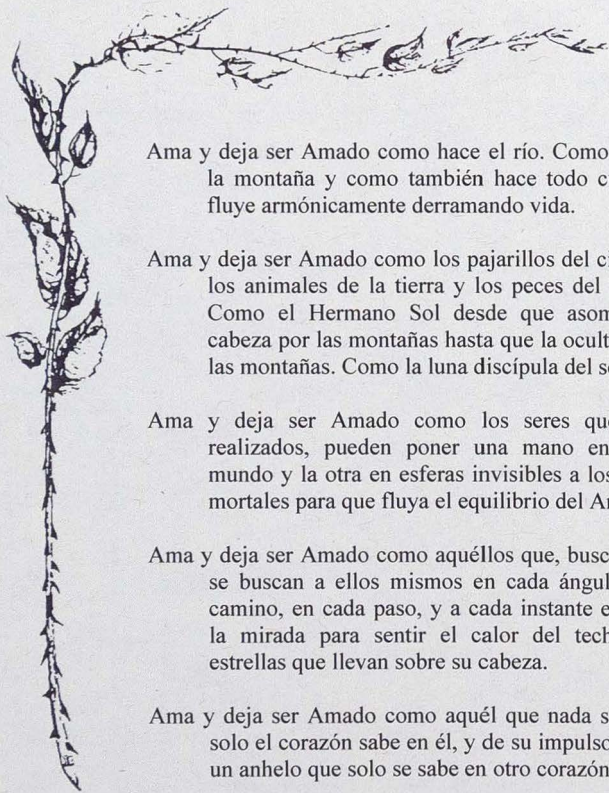 Ama y deja ser Amado como hace el río. Como
la montaña y como también hace todo
fluye armónicamente derramando vida.
Ama y deja ser Amado como los pajarillos del
los animales de la tierra y los peces del
Como el Hermano Sol desde que
cabeza por las montañas hasta que la
las montañas. Como la luna discípula del
Ama y deja ser Amado como los seres
realizados, pueden poner una mano en
mundo y la otra en esferas invisibles a los
mortales para que fluya el equilibrio del
Ama y deja ser Amado como aquéllos que,
se buscan a ellos mismos en cada
camino, en cada paso, y a cada instante
la mirada para sentir el calor del
estrellas que llevan sobre su cabeza.
Ama y deja ser Amado como aquél que nada
solo el corazón sabe en él, y de su
un anhelo que solo se sabe en otro corazón